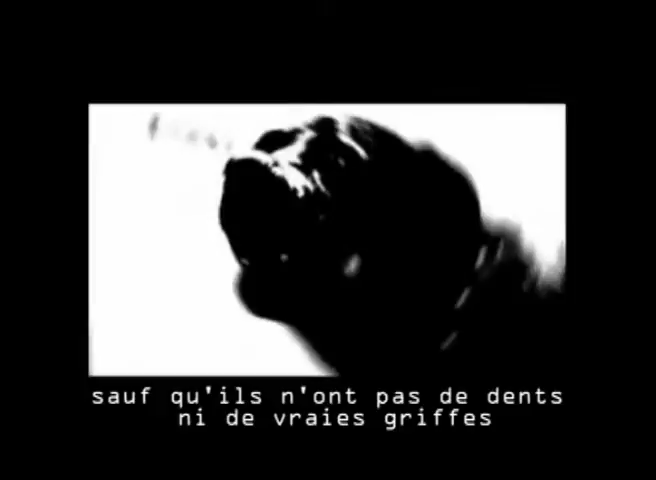 sauf qu'ils n'ont pas de dents
ni de vraies griffes